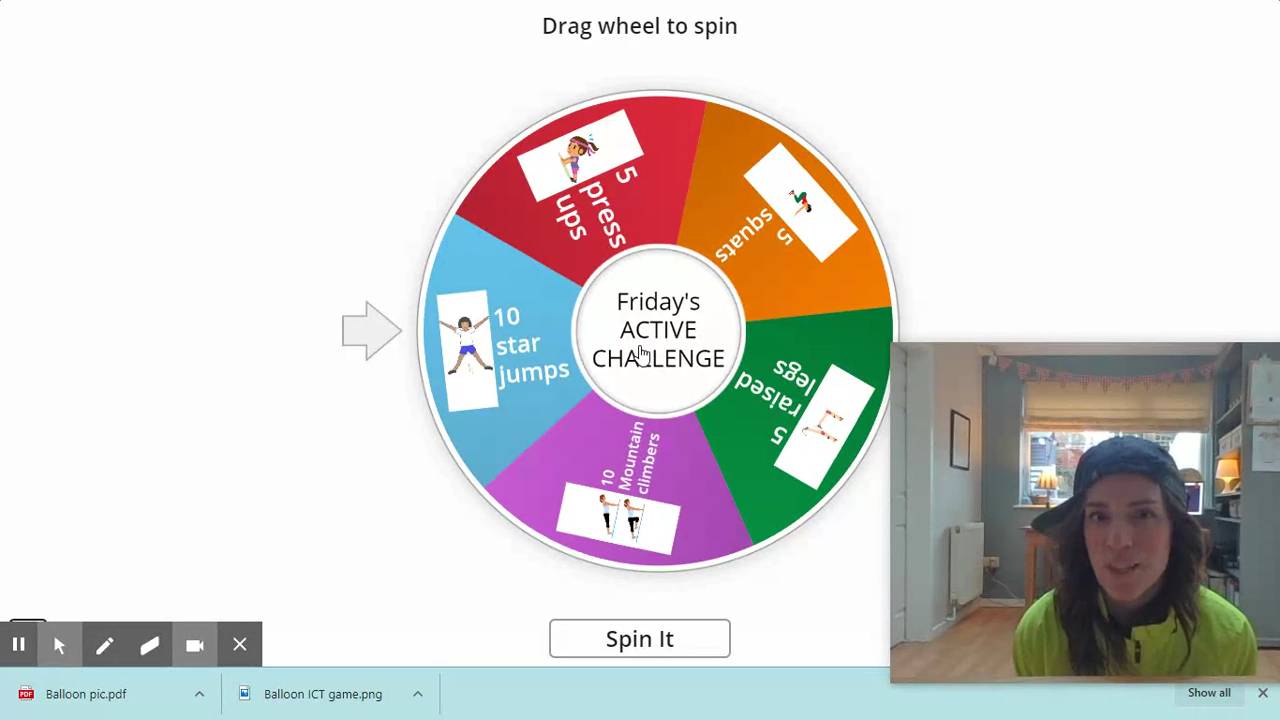 Drag wheel to spin
5
press
ups
5
squats
10
star
jumps
Friday's
ACTIVE
CHALLENGE
5
raised
legs
10
Mountain
climbers
Spin It
Balloon pic.pdf
Balloon ICT game.png
Show all